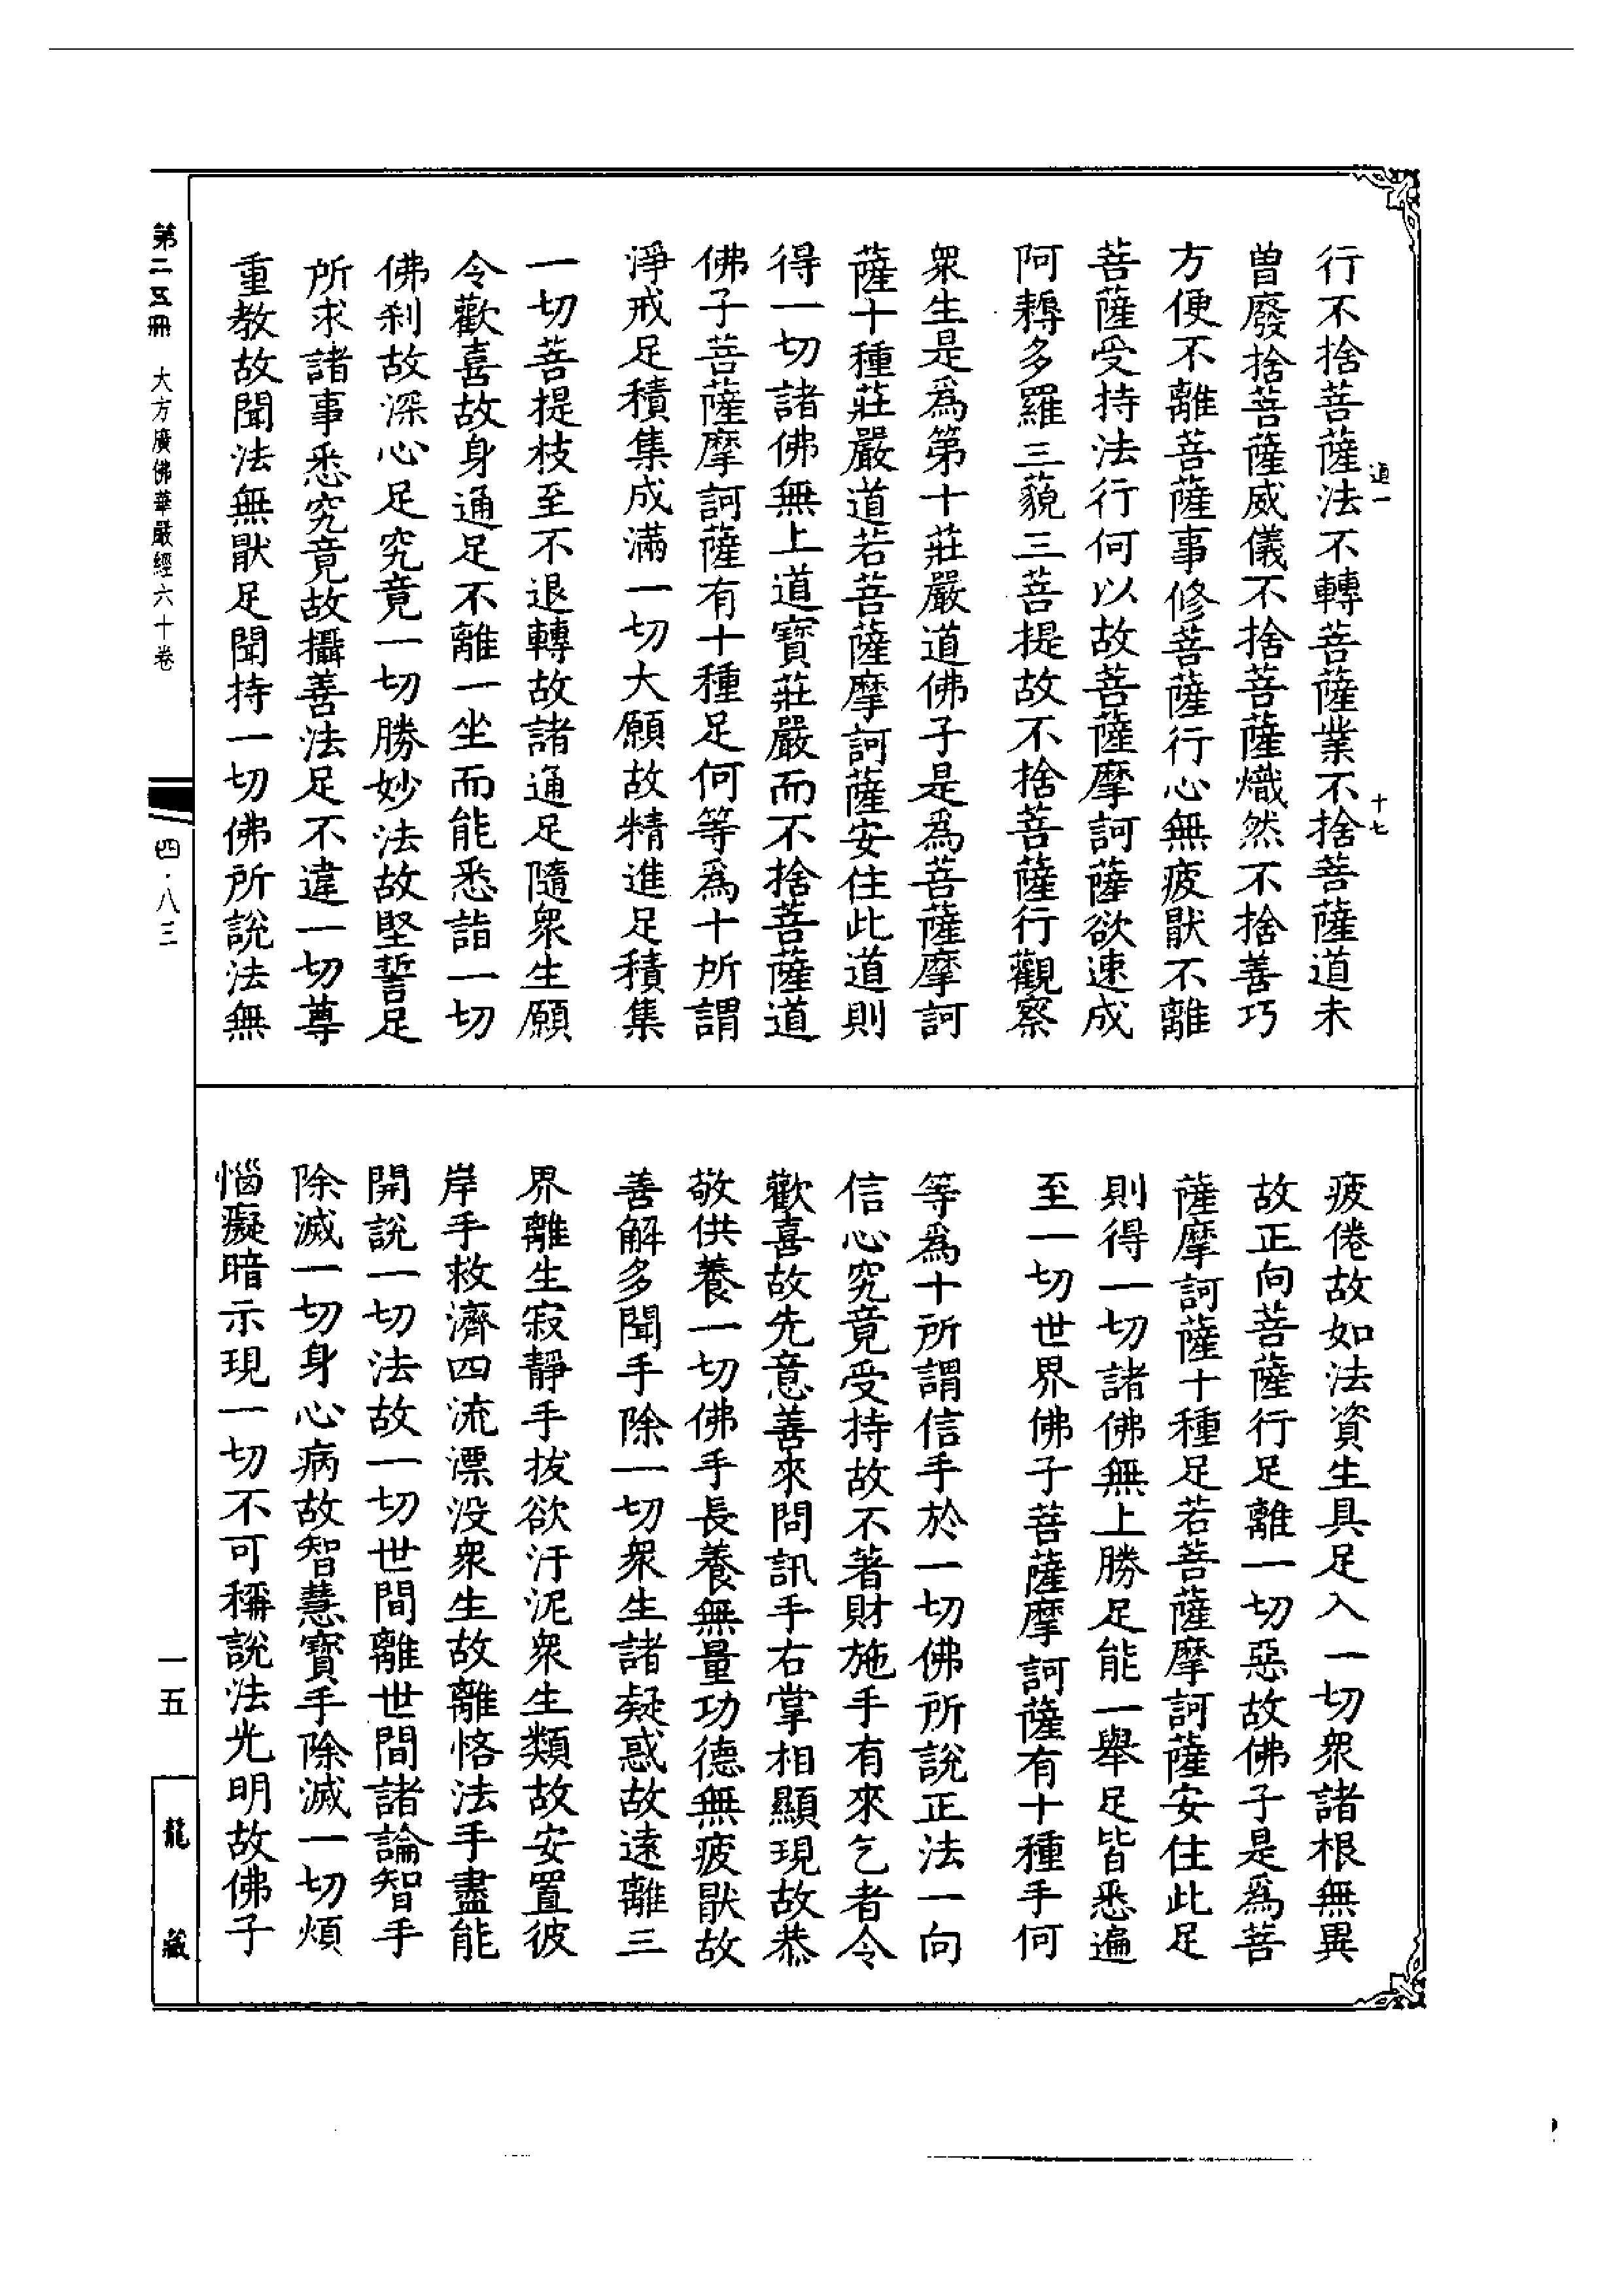 行不捨菩薩法不轉菩薩業不捨菩薩道未
曽廢捨菩薩威儀不捨菩薩熾然不捨善巧
方便不離菩薩事修菩薩行心無疲猒不離
菩薩受持法行何以故菩薩摩訶薩欲速成
阿耨多羅三藐三菩提故不捨菩薩行觀察
衆生是爲第十莊嚴道佛子是爲菩薩摩訶
薩十種莊嚴道若菩薩摩訶薩安住此道則
得一切諸佛無上道寳莊嚴而不捨菩薩道
佛子菩薩摩訶薩有十種足何等爲十所謂
淨戒足積集成滿一切大願故精進足積集
一切菩提枝至不退轉故諸通足隨衆生願
令歡喜故身通足不離一坐而能悉詣一切
佛刹故深心足究竟一切勝妙法故堅誓足
所求諸事悉究竟故攝善法足不違一切尊
重教故聞法無猒足聞持一切佛所說法無
疲倦故如法資生具足入一切衆諸根無異
故正向菩薩行足離一切惡故佛子是爲菩
薩摩訶薩十種足若菩薩摩訶薩安住此足
則得一切諸佛無上勝足能一舉足皆悉遍
至一切世界佛子菩薩摩訶薩有十種手何
等爲十所謂信手於一切佛所說正法一向
信心究竟受持故不著財施手有來乞者令
歡喜故先意善來問訊手右掌相顯現故恭
敬供養一切佛手長養無量功德無疲猒故
善解多聞手除一切衆生諸疑惑故遠離三
界離生寂靜手拔欲汙泥衆生類故安置彼
岸手救濟四流漂没衆生故離悋法手盡能
開說一切法故一切世間離世間諸論智手
除滅一切身心病故智慧寳手除滅一切煩
惱癡暗示現一切不可稱說法光明故佛子
道一
十七
第二五冊
大方廣佛華嚴經六十卷
四·八三
一五
龍藏